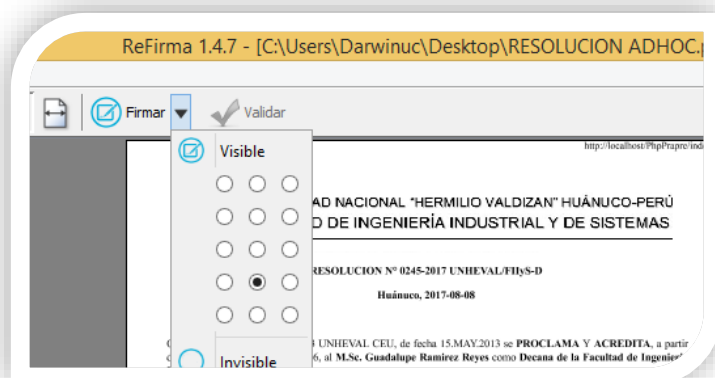 ReFirma 1.4.7 - [C:\Users\Darwinuc\Desktop\RESOLUCION ADHOC.
Firmar
Validar
Visible
http://localhost/PhpPrapre/ind
AD NACIONAL "HERMILIO VALDIZAN" HUÁNUCO-PERÚ
D DE INGENIERÍA INDUSTRIAL Y DE SISTEMAS
RESOLUCION Nº 0245-2017 UNHEVAL/FIIyS-D
Huánuco, 2017-08-08
UNHEVAL CEU, de fecha 15.MAY.2013 se PROCLAMA Y ACREDITA, a partir
Invisible
6, al M.Sc. Guadalupe Ramirez Reyes como Decana de la Facultad de Ingenier